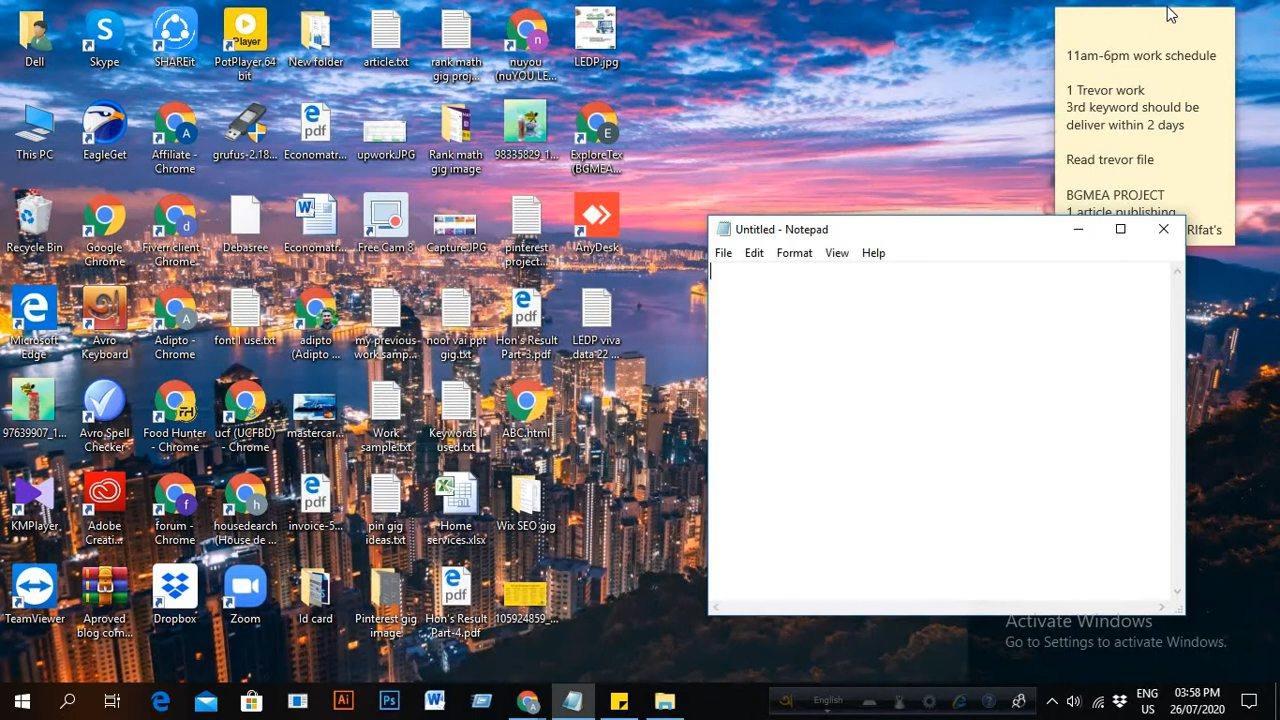 Dell
Skype
SHAREit
PotPlayer 64 bit
New folder
article.txt
rank math gig proj...
nuyou (nuYOU LE...
LEDP.jpg
This PC
EagleGet
Affiliate - Chrome
grufus-2.18...
Economatr...
upwork.JPG
Rank math gig image
98335829_1...
ExploreTex (BGMEA...
Recycle Bin
Google Chrome
Fiverr client - Chrome
Debasree
Economatr...
Free Cam 8
Capture.JPG
pinterest project...
AnyDesk
Microsoft Edge
Avro Keyboard
Adipto - Chrome
font I use.txt
adipto (Adipto ...
my previous work samp...
noor vai ppt gig.txt
Hon's Result Part-3.pdf
LEDP viva data 22 ...
97639907_1...
Avro Spell Checker
Food Hunter - Chrome
ucf (UCFBD) - Chrome
mastercar...
Work sample.txt
Keywords I used.txt
ABC.html
KMPlayer
Adobe Creati...
forum - Chrome
housedearch (House de ...
invoice-5...
pin gig ideas.txt
Home services.xlsx
Wix SEO gig
TeamViewer
Aproved blog com...
Dropbox
Zoom
Id card
Pinterest gig image
Hon's Result Part-4.pdf
105924859_...
11am-6pm work schedule
1 Trevor work
3rd keyword should be
deliver within 2 days
Read trevor file
BGMEA PROJECT
1 article publishing
RIfat's
Untitled - Notepad
File Edit Format View Help
Activate Windows
Go to Settings to activate Windows.
English
ENG
US
03:58 PM
26/07/2020